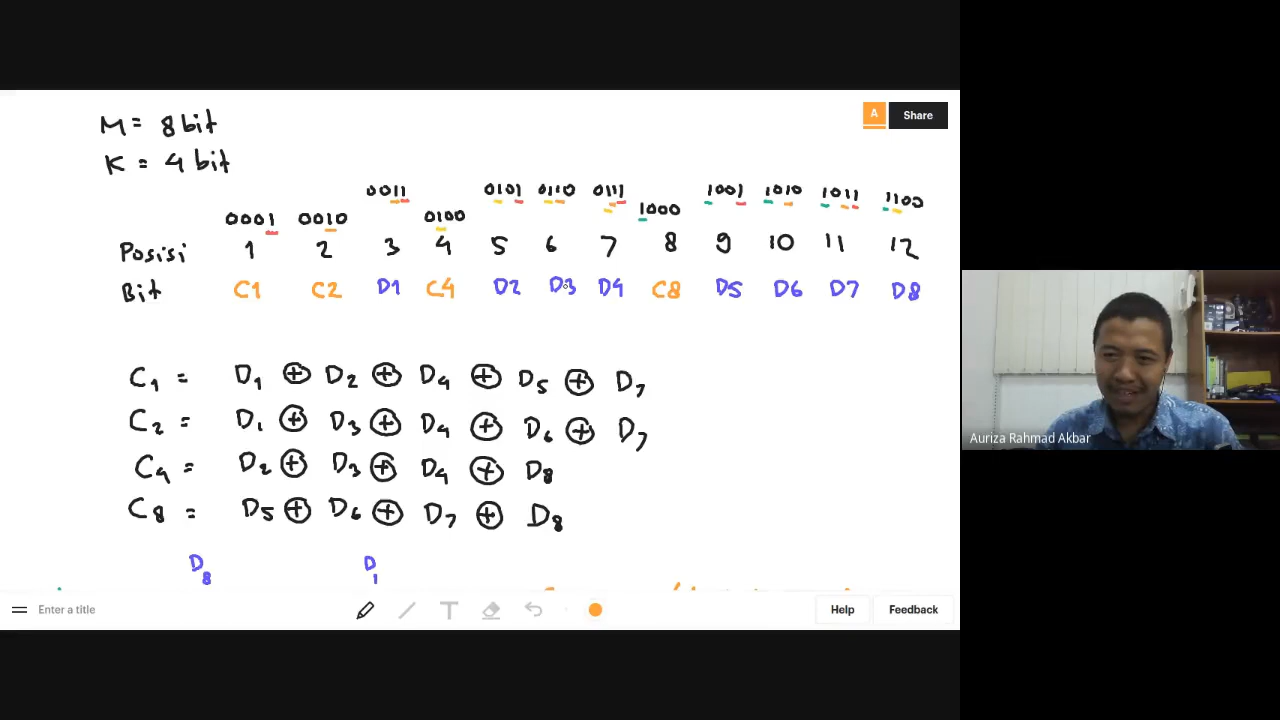 M = 8 bit
K = 4 bit
A
Share
0001 0010 0011 0100 0101 0110 0111 1000 1001 1010 1011 1100
Posisi 1 2 3 4 5 6 7 8 9 10 11 12
Bit C1 C2 D1 C4 D2 D3 D4 C8 D5 D6 D7 D8
C1 = D1 ⊕ D2 ⊕ D4 ⊕ D5 ⊕ D7
C2 = D1 ⊕ D3 ⊕ D4 ⊕ D6 ⊕ D7
C4 = D2 ⊕ D3 ⊕ D4 ⊕ D8
C8 = D5 ⊕ D6 ⊕ D7 ⊕ D8
D8 D1
Enter a title
T
Help
Feedback
Auriza Rahmad Akbar